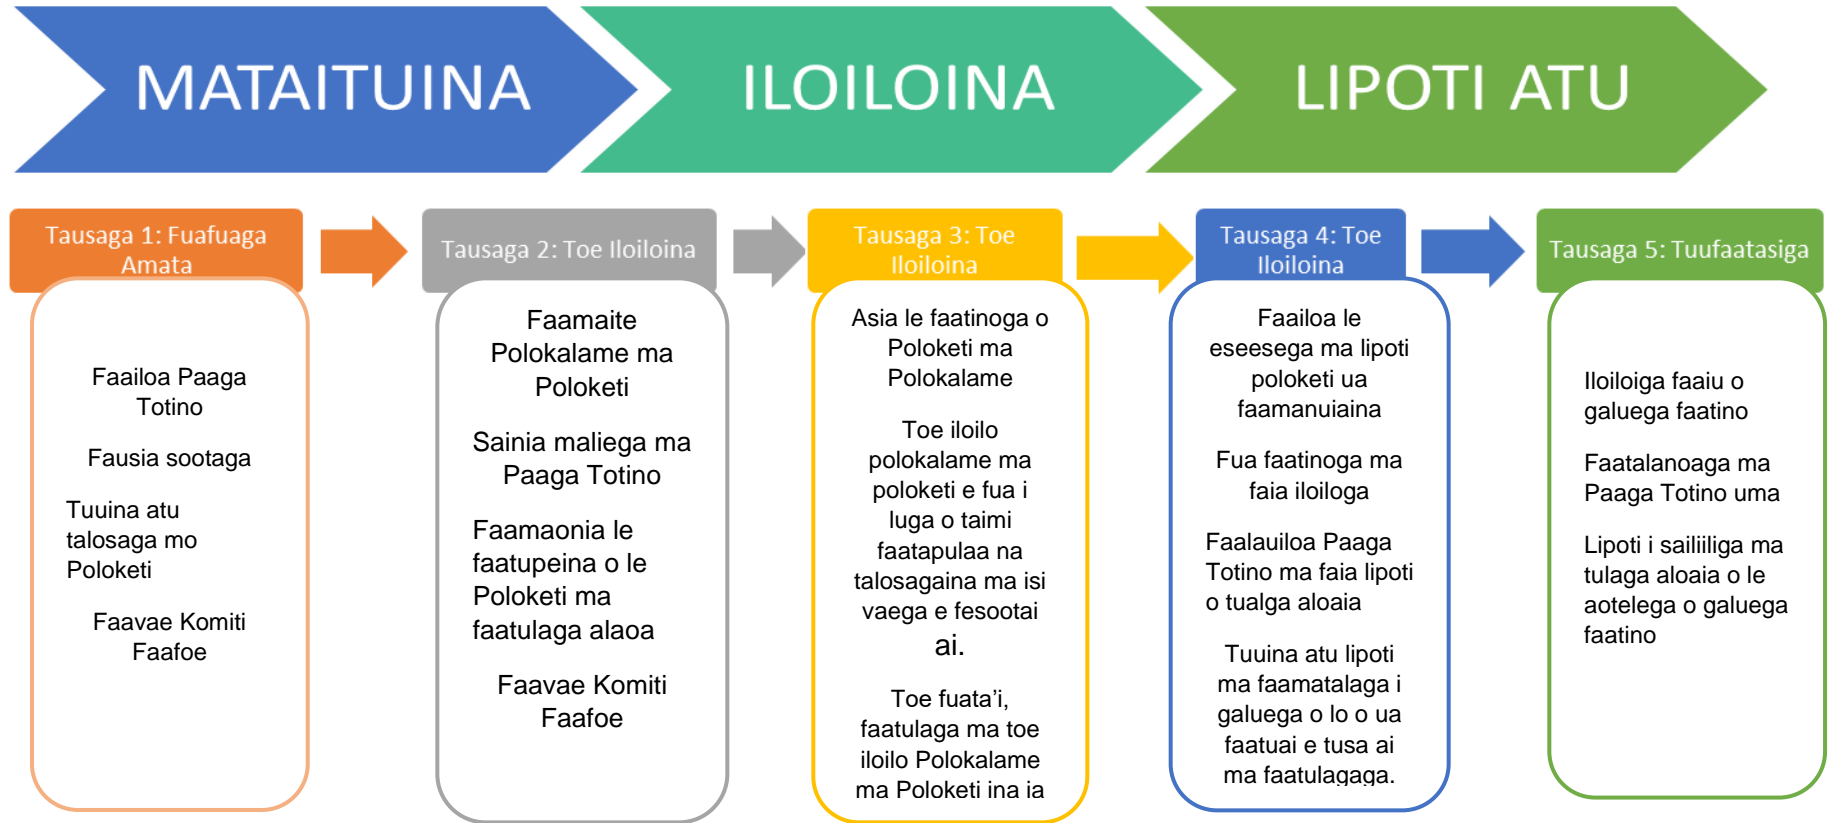 MATAITUINA
ILOILOINA
LIPOTI ATU
Tausaga 1: Fuafuaga
Amata
Faailoa Paaga
Totino
Fausia sootaga
Tuuina atu
talosaga mo
Poloketi
Faavae Komiti
Faafoe
Tausaga 2: Toe Iloiloina
Faamaite
Polokalame ma
Poloketi
Sainia maliega ma
Paaga Totino
Faamaonia le
faatupeina o le
Poloketi ma
faatulaga alaoa
Faavae Komiti
Faafoe
Tausaga 3: Toe
Iloiloina
Asia le faatinoga o
Poloketi ma
Polokalame
Toe iloilo
polokalame ma
poloketi e fua i
luga o taimi
faatapulaa na
talosagaina ma isi
vaega e fesootai
ai.
Toe fuata’i,
faatulaga ma toe
iloilo Polokalame
ma Poloketi ina ia
Tausaga 4: Toe
Iloiloina
Faailoa le
eseesega ma lipoti
poloketi ua
faamanuiaina
Fua faatinoga ma
faia iloiloga
Faalauiloa Paaga
Totino ma faia lipoti
o tualga aloaia
Tuuina atu lipoti
ma faamatalaga i
galuega o lo o ua
faatuai e tusa ai
ma faatulagaga.
Tausaga 5: Tuufaatasiga
Iloiloiga faaiu o
galuega faatino
Faatalanoaga ma
Paaga Totino uma
Lipoti i sailiiliga ma
tulaga aloaia o le
aotelega o galuega
faatino